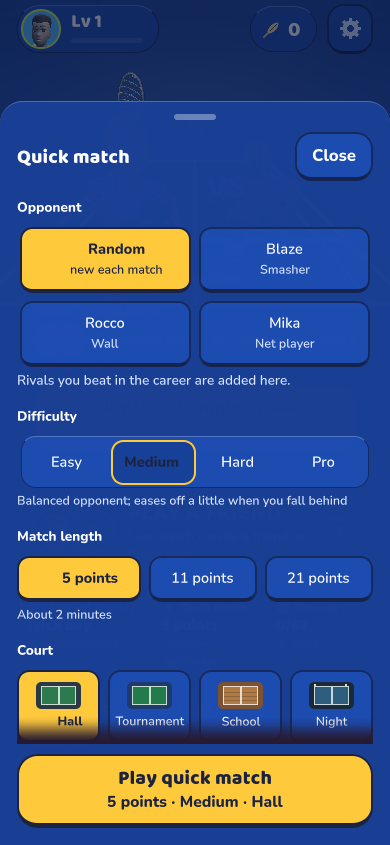 Lv 1
0
Quick match
Close
Opponent
Random
new each match
Blaze
Smasher
Rocco
Wall
Mika
Net player
Rivals you beat in the career are added here.
Difficulty
Easy
Medium
Hard
Pro
Balanced opponent; eases off a little when you fall behind
Match length
5 points
11 points
21 points
About 2 minutes
Court
Hall
Tournament
School
Night
Play quick match
5 points · Medium · Hall